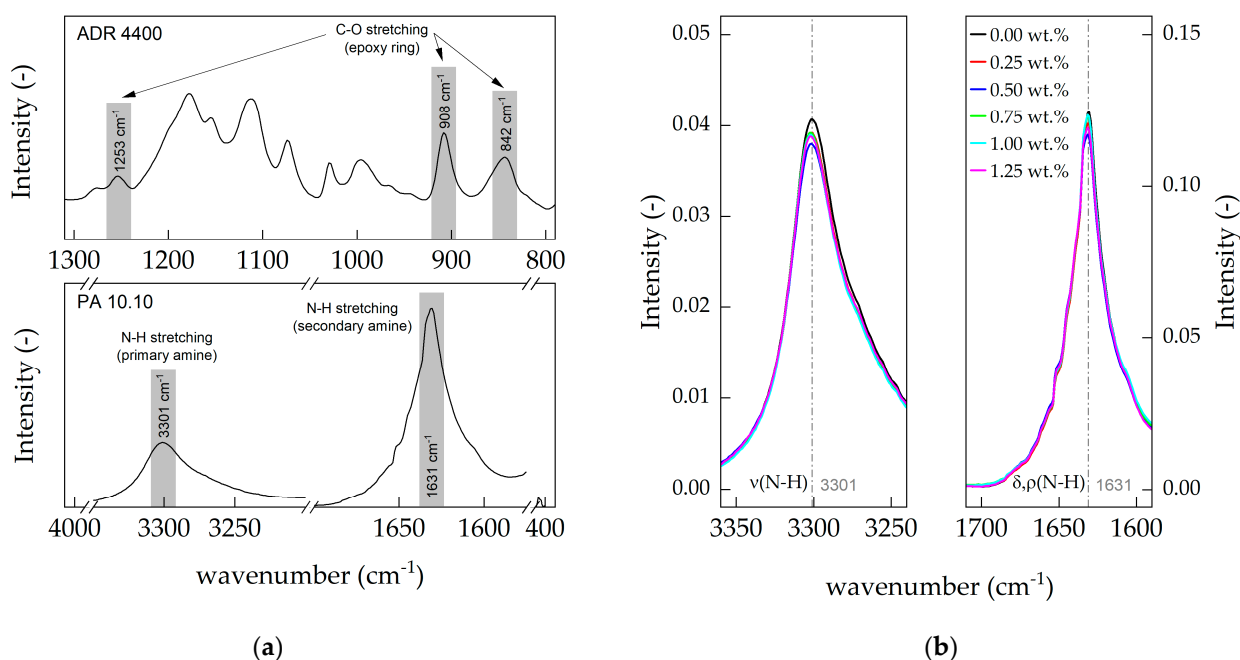 ADR 4400
C-O stretching
(epoxy ring)
1253 cm⁻¹
908 cm⁻¹
842 cm⁻¹
Intensity (-)
1300 1200 1100 1000 900 800
PA 10.10
N-H stretching
(primary amine)
N-H stretching
(secondary amine)
3301 cm⁻¹
1631 cm⁻¹
Intensity (-)
4000 3300 3250 1650 1600 400
wavenumber (cm⁻¹)
(a)
0.05
0.04
0.03
0.02
0.01
0.00
Intensity (-)
ν(N-H) 3301
3350 3300 3250
0.00 wt.%
0.25 wt.%
0.50 wt.%
0.75 wt.%
1.00 wt.%
1.25 wt.%
δ,ρ(N-H) 1631
1700 1650 1600
0.15
0.10
0.05
0.00
Intensity (-)
wavenumber (cm⁻¹)
(b)